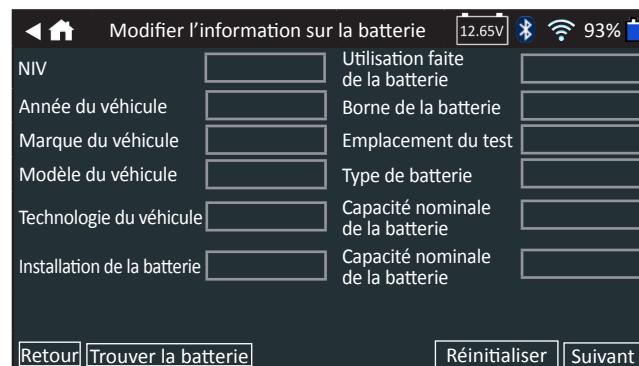 Modifier l'information sur la batterie 12.65V 93%
NIV
Année du véhicule
Marque du véhicule
Modèle du véhicule
Technologie du véhicule
Installation de la batterie
Utilisation faite
de la batterie
Borne de la batterie
Emplacement du test
Type de batterie
Capacité nominale
de la batterie
Capacité nominale
de la batterie
Retour Trouver la batterie Réinitialiser Suivant